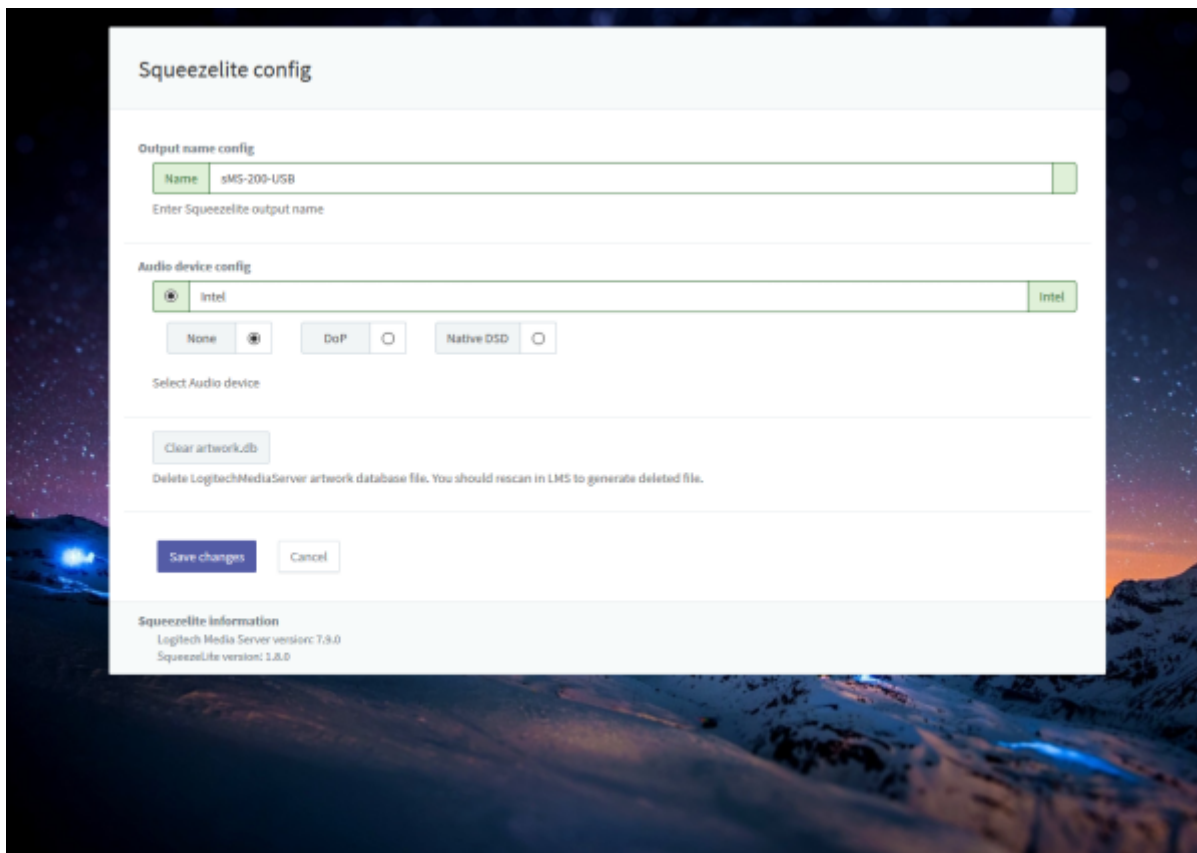 Squeezelite config
Output name config
Name sMS-200-USB
Enter Squeezelite output name
Audio device config
Intel Intel
None DoP Native DSD
Select Audio device
Clear artwork.db
Delete LogitechMediaServer artwork database file. You should rescan in LMS to generate deleted file.
Save changes Cancel
Squeezelite information
Logitech Media Server version: 7.9.0
SqueezeLite version: 1.8.0